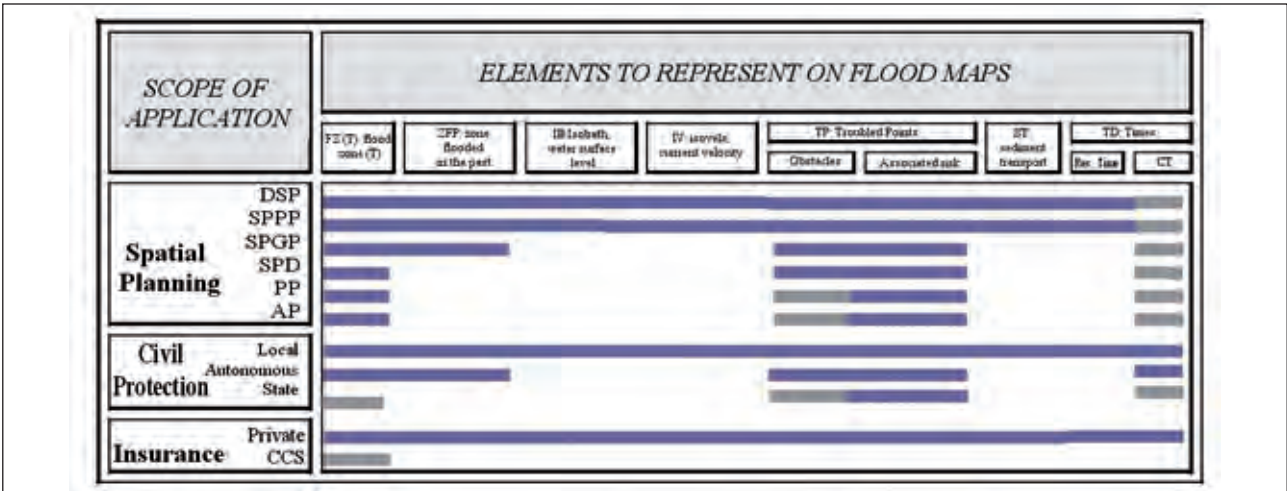 SCOPE OF
APPLICATION
ELEMENTS TO REPRESENT ON FLOOD MAPS
FZ (T): flood
zone (T)
ZFP: zone
flooded
in the past
IB Isobath,
water surface
level
IV: isovels,
current velocity
TP: Troubled Points
Obstacles
Associated risk
ST:
sediment
transport
TD: Times
Rec. Time
CT
Spatial
Planning
DSP
SPPP
SPGP
SPD
PP
AP
Civil
Protection
Local
Autonomous
State
Insurance
Private
CCS